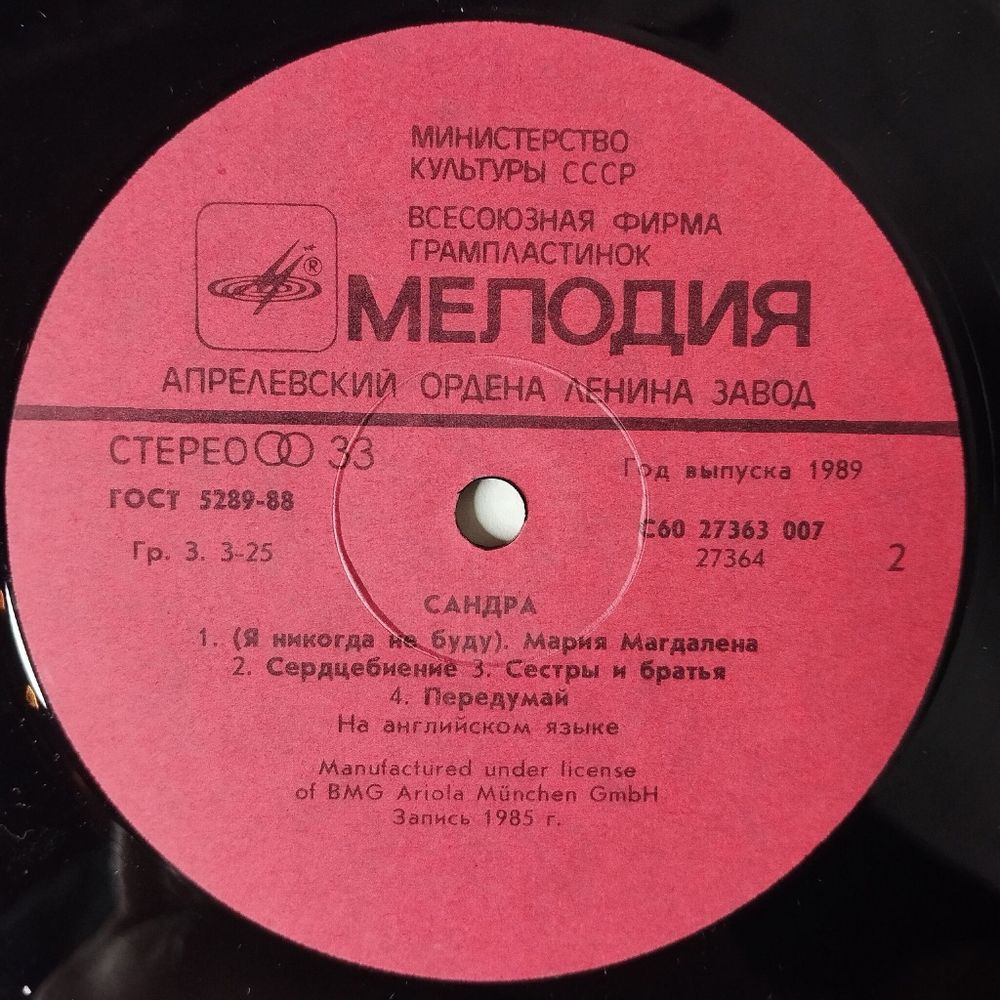 МИНИСТЕРСТВО
КУЛЬТУРЫ СССР
ВСЕСОЮЗНАЯ ФИРМА
ГРАМПЛАСТИНОК
®
МЕЛОДИЯ
АПРЕЛЕВСКИЙ ОРДЕНА ЛЕНИНА ЗАВОД
СТЕРЕО 33
Год выпуска 1989
ГОСТ 5289-88
С60 27363 007
Гр. 3. 3-25
27364
2
САНДРА
1. (Я никогда не буду). Мария Магдалена
2. Сердцебиение 3. Сестры и братья
4. Передумай
На английском языке
Manufactured under license
of BMG Ariola München GmbH
Запись 1985 г.